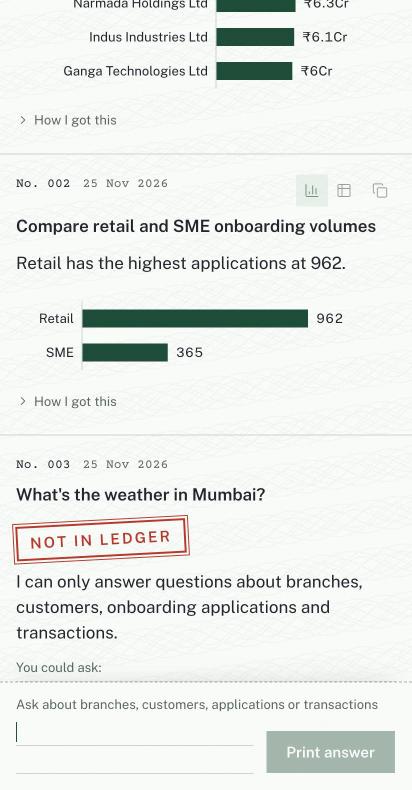 Narmada Holdings Ltd ₹6.3Cr
Indus Industries Ltd ₹6.1Cr
Ganga Technologies Ltd ₹6Cr
How I got this
No. 002 25 Nov 2026
Compare retail and SME onboarding volumes
Retail has the highest applications at 962.
Retail 962
SME 365
How I got this
No. 003 25 Nov 2026
What's the weather in Mumbai?
NOT IN LEDGER
I can only answer questions about branches,
customers, onboarding applications and
transactions.
You could ask:
Ask about branches, customers, applications or transactions
Print answer